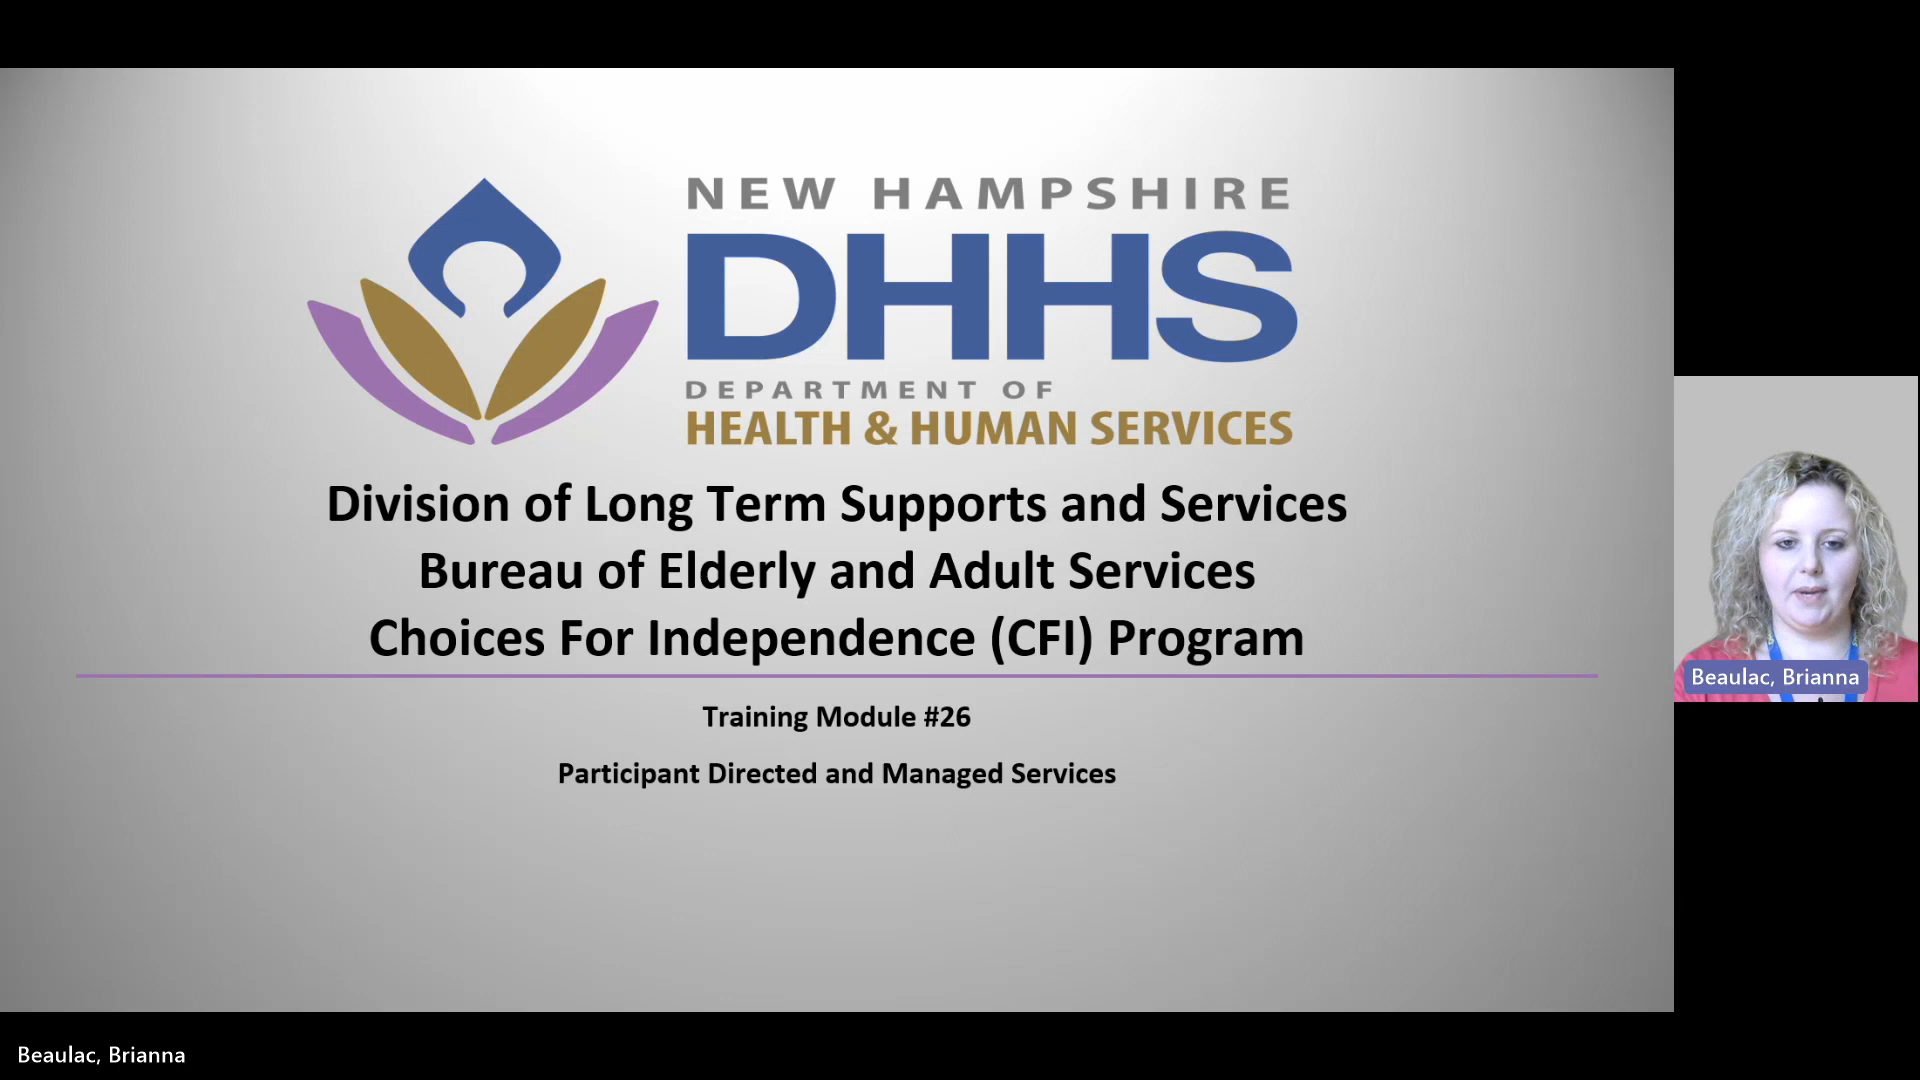 NEW HAMPSHIRE
DHHS
DEPARTMENT OF
HEALTH & HUMAN SERVICES
Division of Long Term Supports and Services
Bureau of Elderly and Adult Services
Choices For Independence (CFI) Program
Training Module #26
Participant Directed and Managed Services
Beaulac, Brianna
Beaulac, Brianna